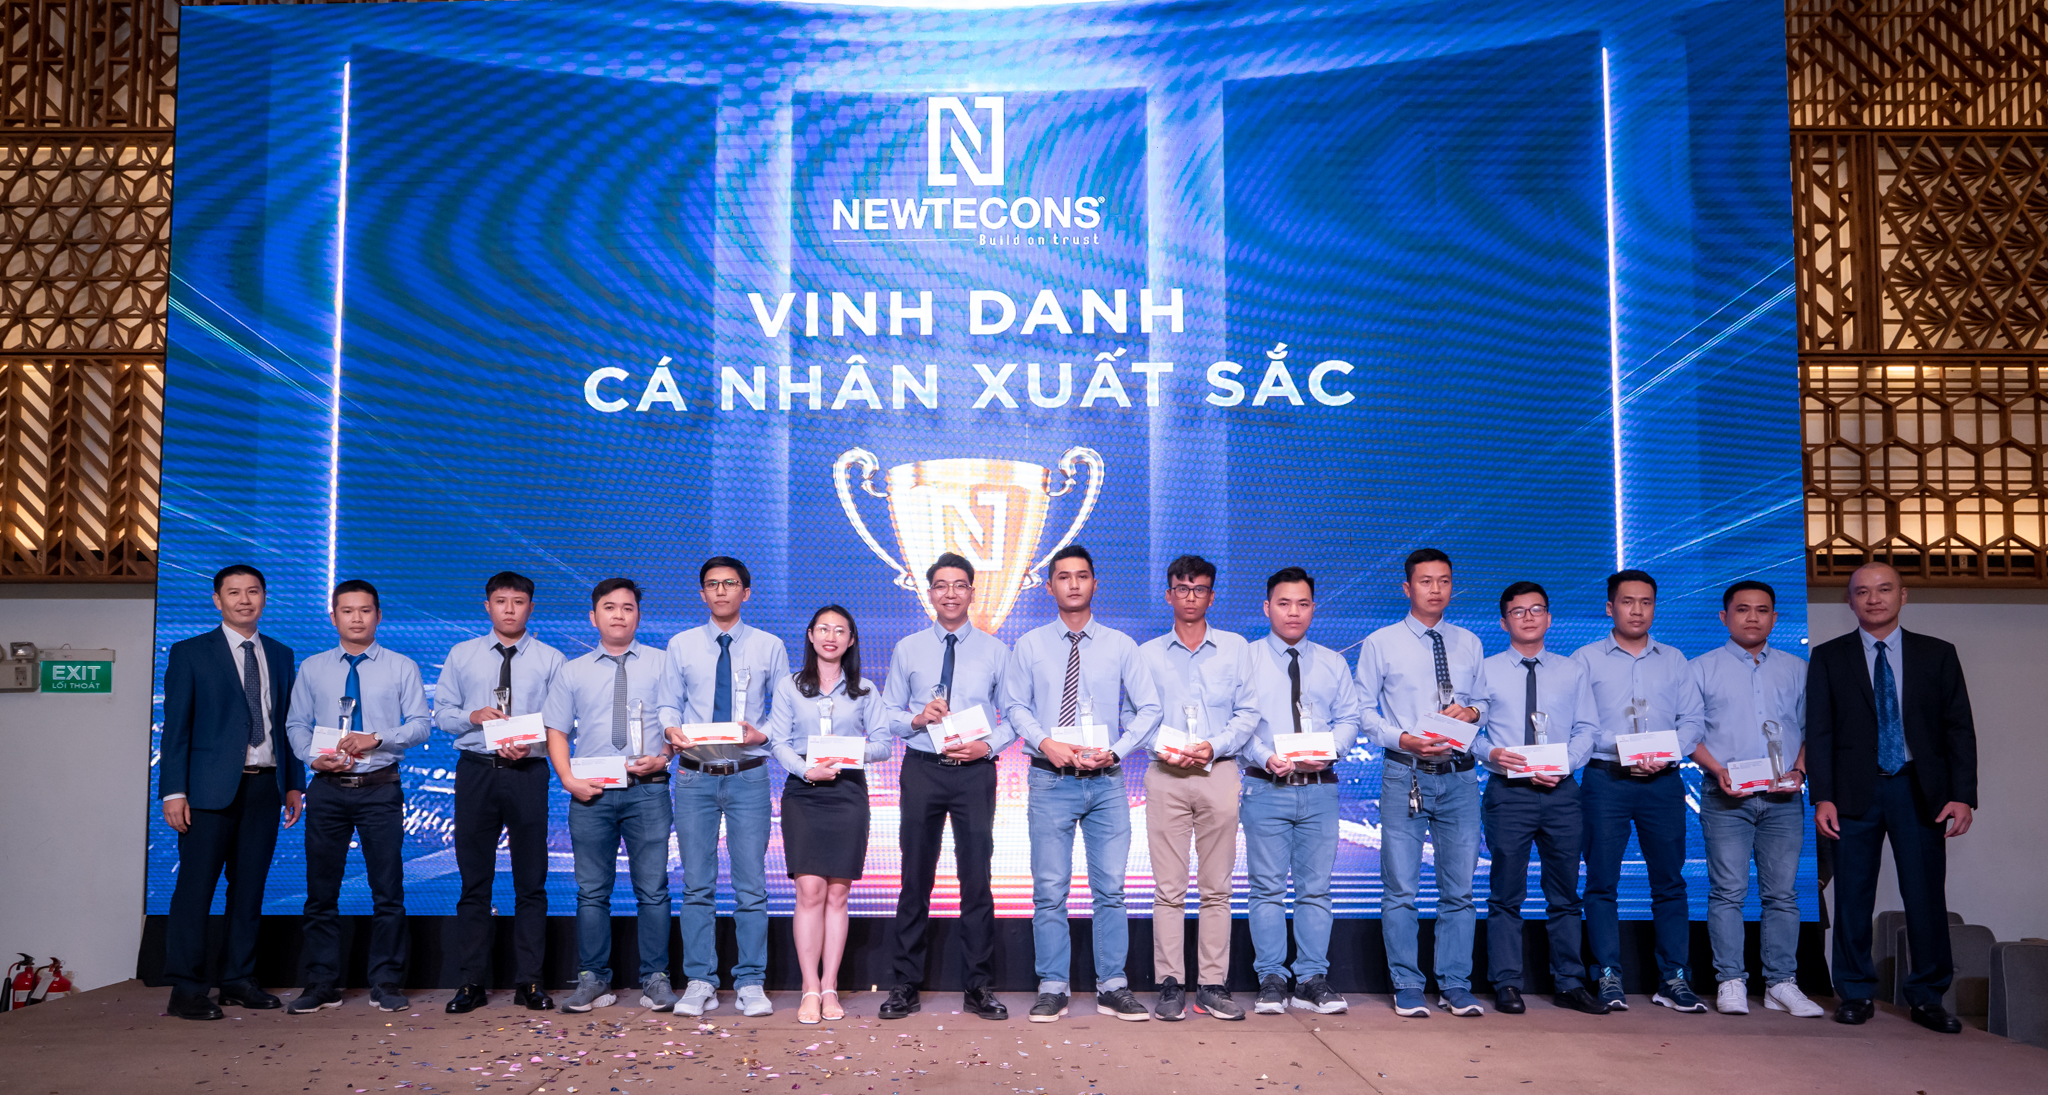 NEWTECONS®
Build on trust
VINH DANH
CÁ NHÂN XUẤT SẮC
N
EXIT
LỐI THOÁT